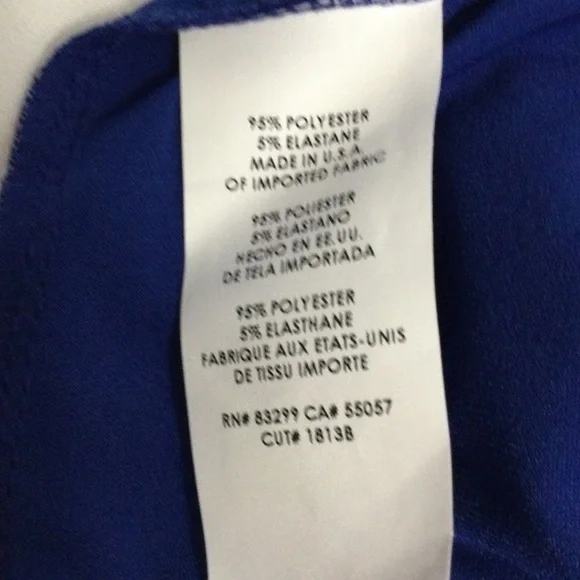 95% POLYESTER
5% ELASTANE
MADE IN U.S.A.
OF IMPORTED FABRIC
95% POLIESTER
5% ELASTANO
HECHO EN EE.UU.
DE TELA IMPORTADA
95% POLYESTER
5% ELASTHANE
FABRIQUE AUX ETATS-UNIS
DE TISSU IMPORTE
RN# 83299 CA# 55057
CUT# 1813B